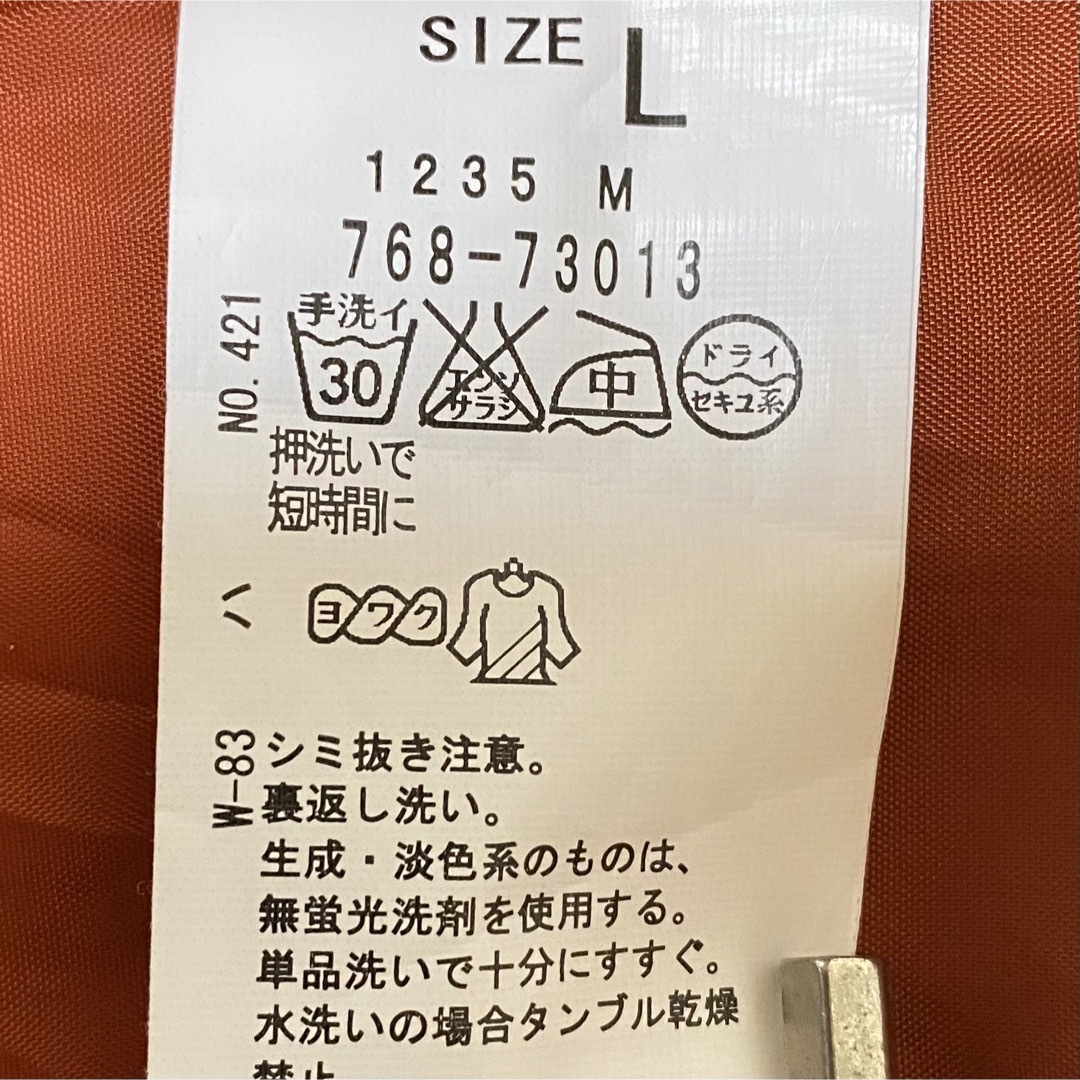 SIZE L
1235 M
768-73013
NO. 421
手洗イ
30
エンソ
サラシ
中
ドライ
セキユ系
押洗いで
短時間に
ハ
ヨワク
W-83
シミ抜き注意。
裏返し洗い。
生成・淡色系のものは、
無蛍光洗剤を使用する。
単品洗いで十分にすすぐ。
水洗いの場合タンブル乾燥
禁止